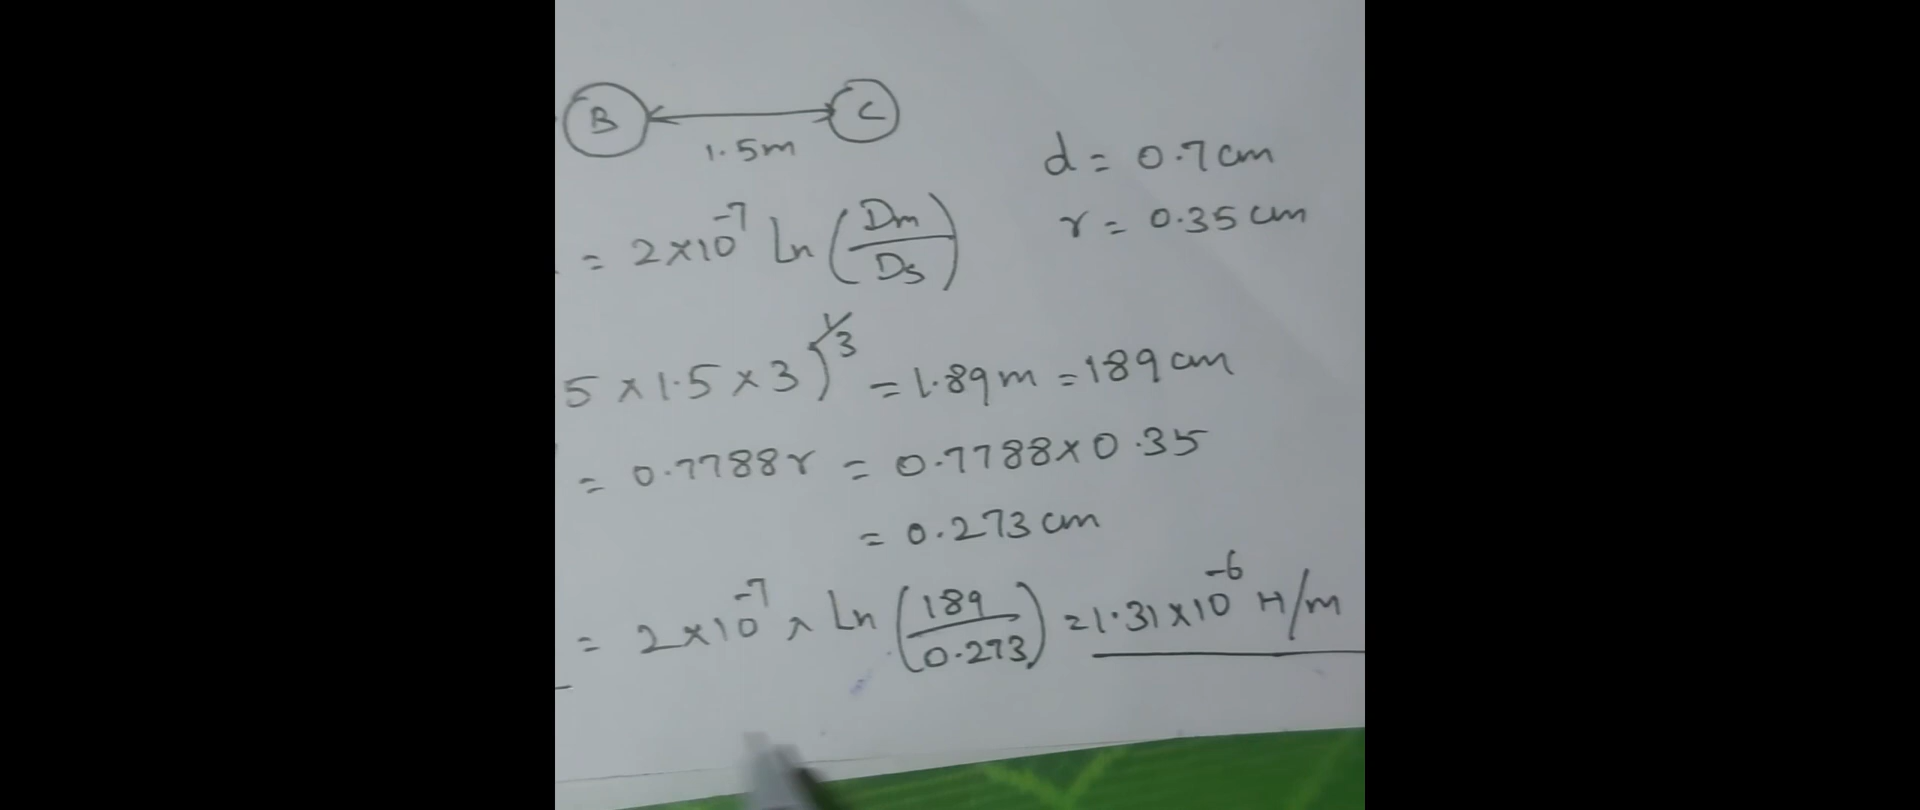 B C
1.5m
d = 0.7 cm
= 2×10⁻⁷ Ln (Dm/Ds)
r = 0.35 cm
5 × 1.5 × 3)^1/3 = 1.89m = 189 cm
= 0.7788r = 0.7788×0.35
= 0.273 cm
= 2×10⁻⁷ × Ln (189/0.273) = 1.31×10⁻⁶ H/m